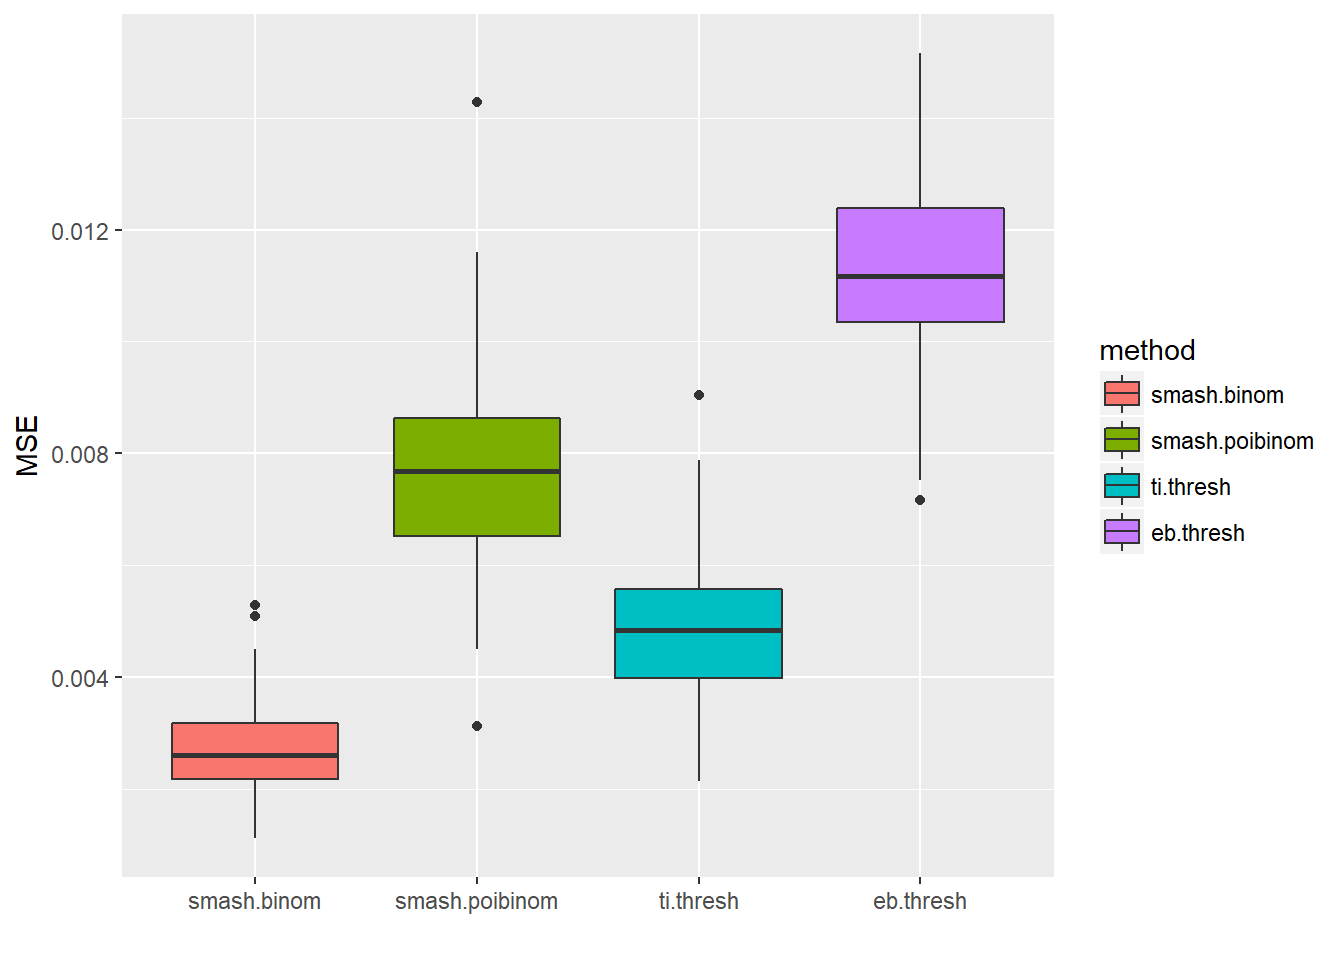 MSE
0.012
0.008
0.004
smash.binom
smash.poibinom
ti.thresh
eb.thresh
method
smash.binom
smash.poibinom
ti.thresh
eb.thresh